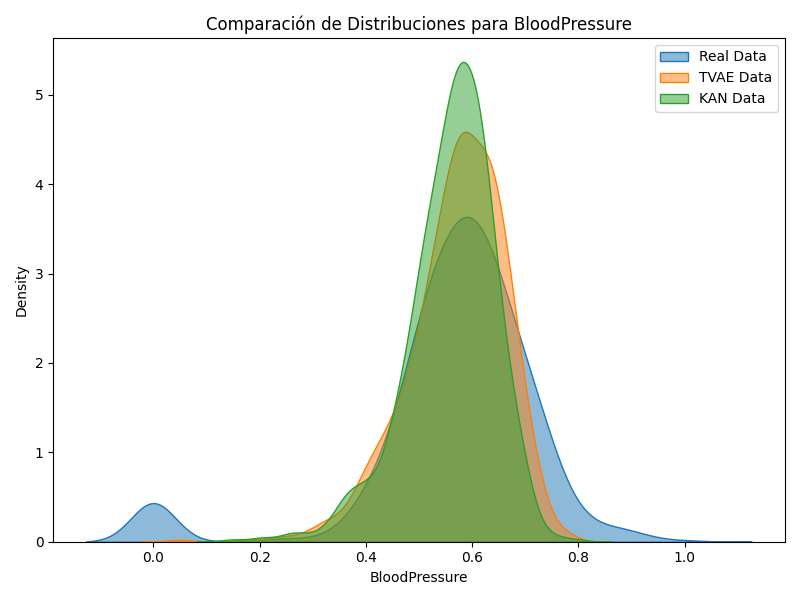 Comparación de Distribuciones para BloodPressure
Real Data
TVAE Data
KAN Data
Density
5
4
3
2
1
0
0.0 0.2 0.4 0.6 0.8 1.0
BloodPressure